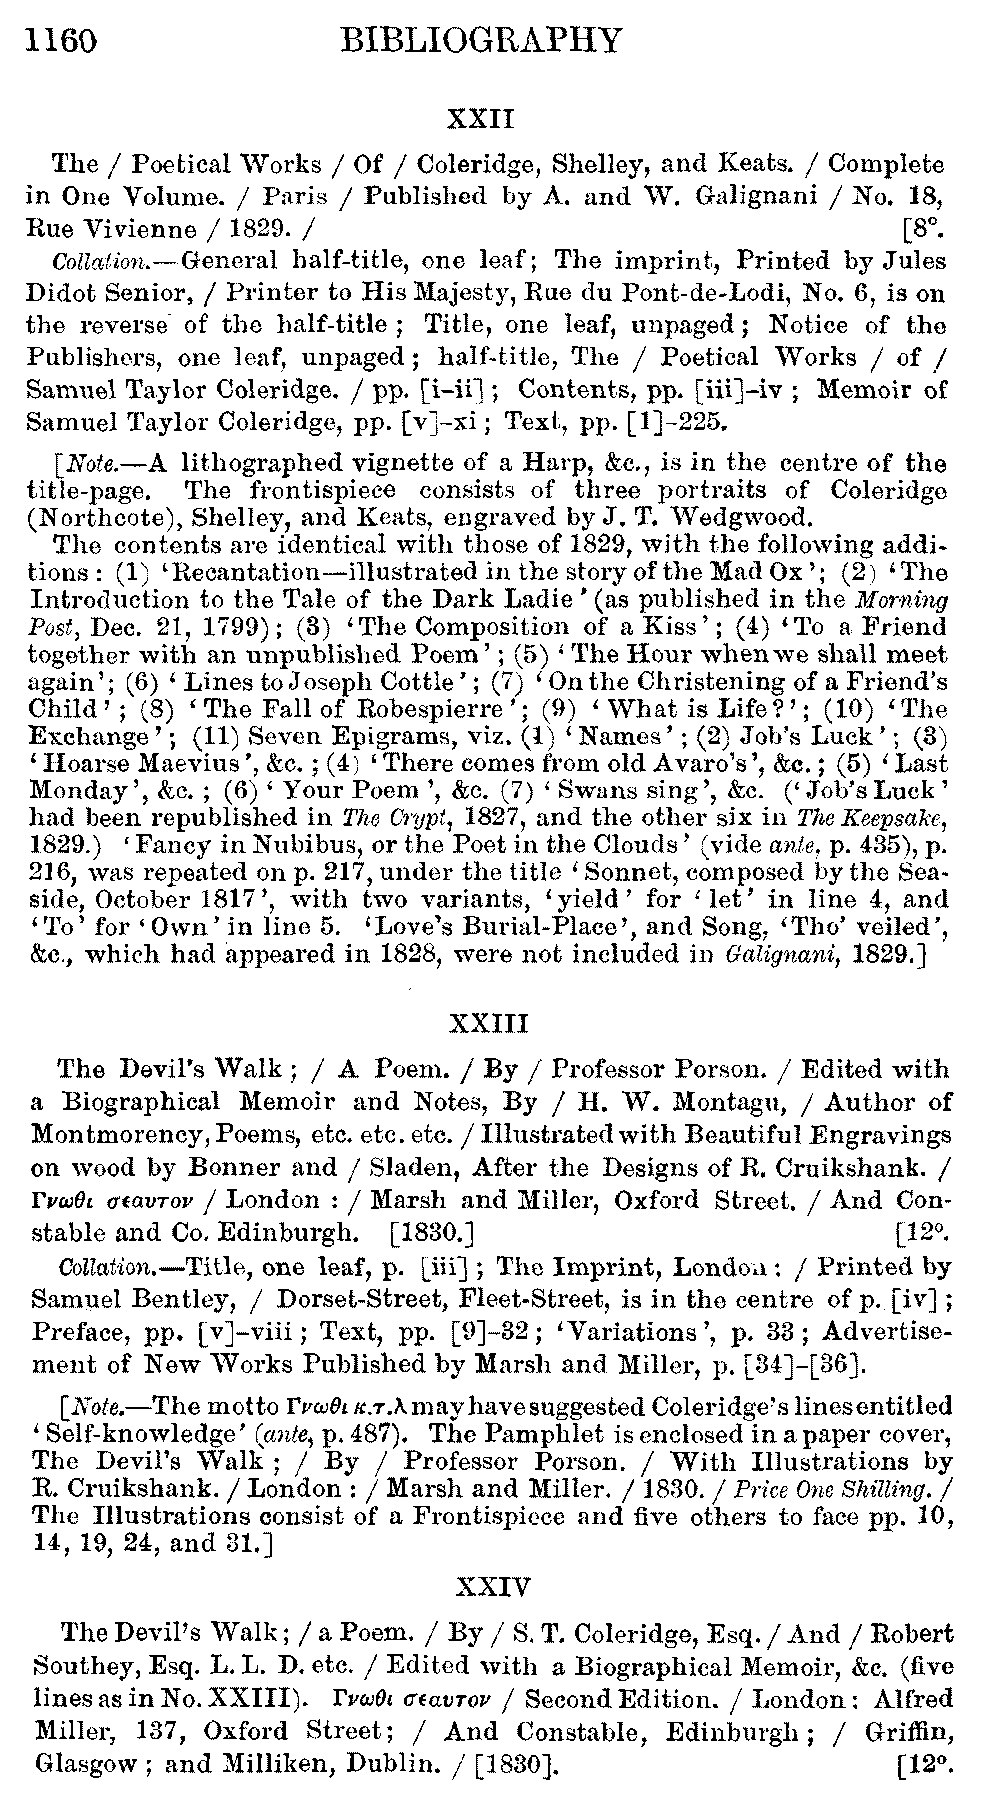 1160 BIBLIOGRAPHY
XXII
The / Poetical Works / Of / Coleridge, Shelley, and Keats. / Complete
in One Volume. / Paris / Published by A. and W. Galignani / No. 18,
Rue Vivienne / 1829. / [8°.
Collation.—General half-title, one leaf; The imprint, Printed by Jules
Didot Senior, / Printer to His Majesty, Rue du Pont-de-Lodi, No. 6, is on
the reverse of the half-title ; Title, one leaf, unpaged ; Notice of the
Publishers, one leaf, unpaged ; half-title, The / Poetical Works / of /
Samuel Taylor Coleridge. / pp. [i-ii] ; Contents, pp. [iii]-iv ; Memoir of
Samuel Taylor Coleridge, pp. [v]-xi ; Text, pp. [1]-225.
[Note.—A lithographed vignette of a Harp, &c., is in the centre of the
title-page. The frontispiece consists of three portraits of Coleridge
(Northcote), Shelley, and Keats, engraved by J. T. Wedgwood.
The contents are identical with those of 1829, with the following addi-
tions : (1) ‘Recantation—illustrated in the story of the Mad Ox’; (2) ‘The
Introduction to the Tale of the Dark Ladie’ (as published in the Morning
Post, Dec. 21, 1799); (3) ‘The Composition of a Kiss’; (4) ‘To a Friend
together with an unpublished Poem’ ; (5) ‘The Hour when we shall meet
again’; (6) ‘Lines to Joseph Cottle’ ; (7) ‘On the Christening of a Friend's
Child’ ; (8) ‘The Fall of Robespierre’; (9) ‘What is Life?’; (10) ‘The
Exchange’ ; (11) Seven Epigrams, viz. (1) ‘Names’ ; (2) Job's Luck’ ; (3)
‘Hoarse Maevius’, &c. ; (4) ‘There comes from old Avaro's’, &c. ; (5) ‘Last
Monday’, &c. ; (6) ‘Your Poem’, &c. (7) ‘Swans sing’, &c. (‘Job's Luck’
had been republished in The Crypt, 1827, and the other six in The Keepsake,
1829.) ‘Fancy in Nubibus, or the Poet in the Clouds’ (vide ante, p. 435), p.
216, was repeated on p. 217, under the title ‘Sonnet, composed by the Sea-
side, October 1817’, with two variants, ‘yield’ for ‘let’ in line 4, and
‘To’ for ‘Own’ in line 5. ‘Love's Burial-Place’, and Song, ‘Tho’ veiled’,
&c., which had appeared in 1828, were not included in Galignani, 1829.]
XXIII
The Devil's Walk ; / A Poem. / By / Professor Porson. / Edited with
a Biographical Memoir and Notes, By / H. W. Montagu, / Author of
Montmorency, Poems, etc. etc. etc. / Illustrated with Beautiful Engravings
on wood by Bonner and / Sladen, After the Designs of R. Cruikshank. /
Γνωθι σεαυτον / London : / Marsh and Miller, Oxford Street. / And Con-
stable and Co. Edinburgh. [1830.] [12°.
Collation.—Title, one leaf, p. [iii] ; The Imprint, London : / Printed by
Samuel Bentley, / Dorset-Street, Fleet-Street, is in the centre of p. [iv] ;
Preface, pp. [v]-viii ; Text, pp. [9]-32 ; ‘Variations’, p. 33 ; Advertise-
ment of New Works Published by Marsh and Miller, p. [34]-[36].
[Note.—The motto Γνωθι κ.τ.λ may have suggested Coleridge's lines entitled
‘Self-knowledge’ (ante, p. 487). The Pamphlet is enclosed in a paper cover,
The Devil's Walk ; / By / Professor Porson. / With Illustrations by
R. Cruikshank. / London : / Marsh and Miller. / 1830. / Price One Shilling. /
The Illustrations consist of a Frontispiece and five others to face pp. 10,
14, 19, 24, and 31.]
XXIV
The Devil's Walk ; / a Poem. / By / S. T. Coleridge, Esq. / And / Robert
Southey, Esq. L. L. D. etc. / Edited with a Biographical Memoir, &c. (five
lines as in No. XXIII). Γνωθι σεαυτον / Second Edition. / London : Alfred
Miller, 137, Oxford Street ; / And Constable, Edinburgh ; / Griffin,
Glasgow ; and Milliken, Dublin. / [1830]. [12°.